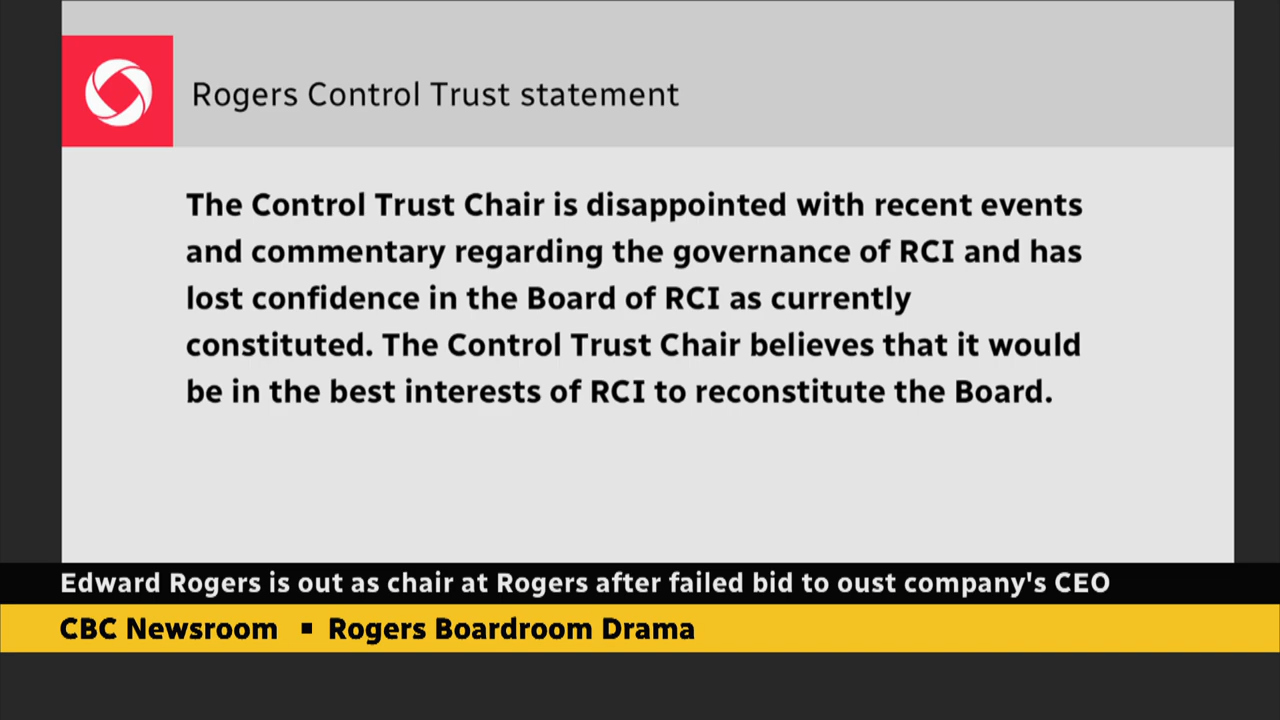 Rogers Control Trust statement
The Control Trust Chair is disappointed with recent events
and commentary regarding the governance of RCI and has
lost confidence in the Board of RCI as currently
constituted. The Control Trust Chair believes that it would
be in the best interests of RCI to reconstitute the Board.
Edward Rogers is out as chair at Rogers after failed bid to oust company's CEO
CBC Newsroom ▪ Rogers Boardroom Drama